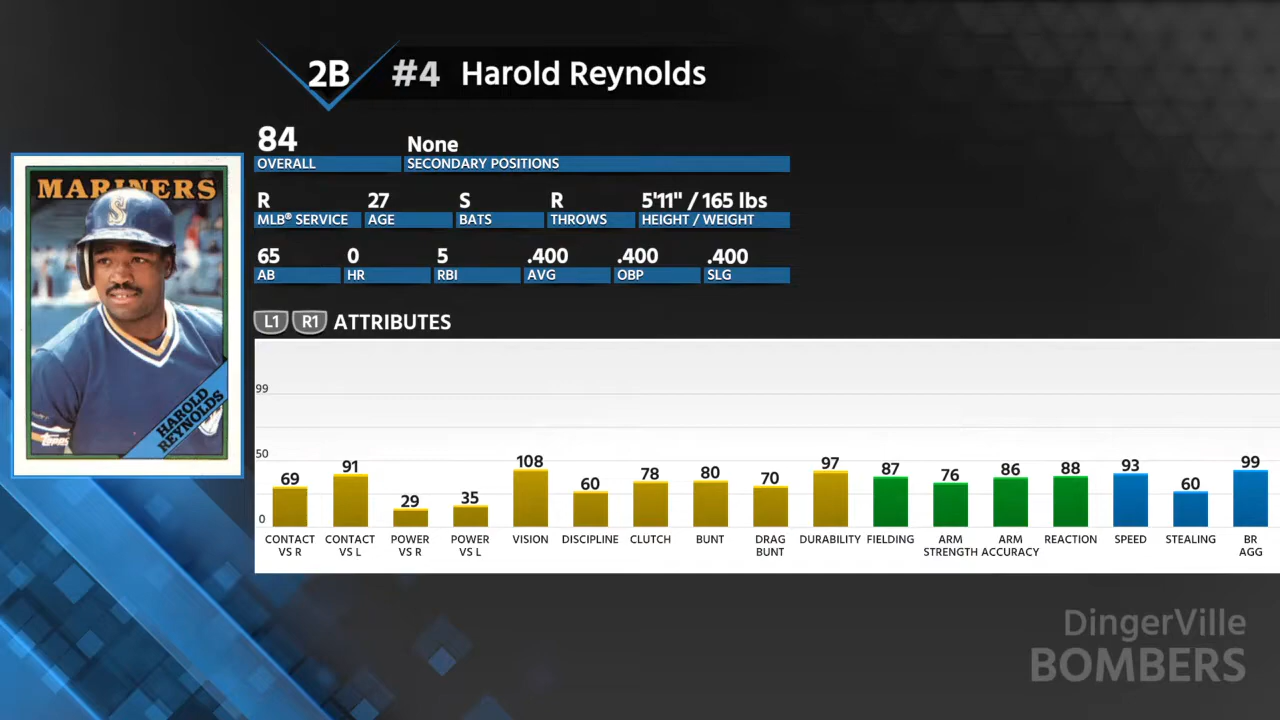 2B #4 Harold Reynolds
84 None
OVERALL SECONDARY POSITIONS
R 27 S R 5'11" / 165 lbs
MLB® SERVICE AGE BATS THROWS HEIGHT / WEIGHT
65 0 5 .400 .400 .400
AB HR RBI AVG OBP SLG
MARINERS
S
HAROLD
REYNOLDS
topps
L1 R1 ATTRIBUTES
99
50
0
69 91 29 35 108 60 78 80 70 97 87 76 86 88 93 60 99
CONTACT CONTACT POWER POWER VISION DISCIPLINE CLUTCH BUNT DRAG DURABILITY FIELDING ARM ARM REACTION SPEED STEALING BR
VS R VS L VS R VS L BUNT STRENGTH ACCURACY AGG
DingerVille
BOMBERS